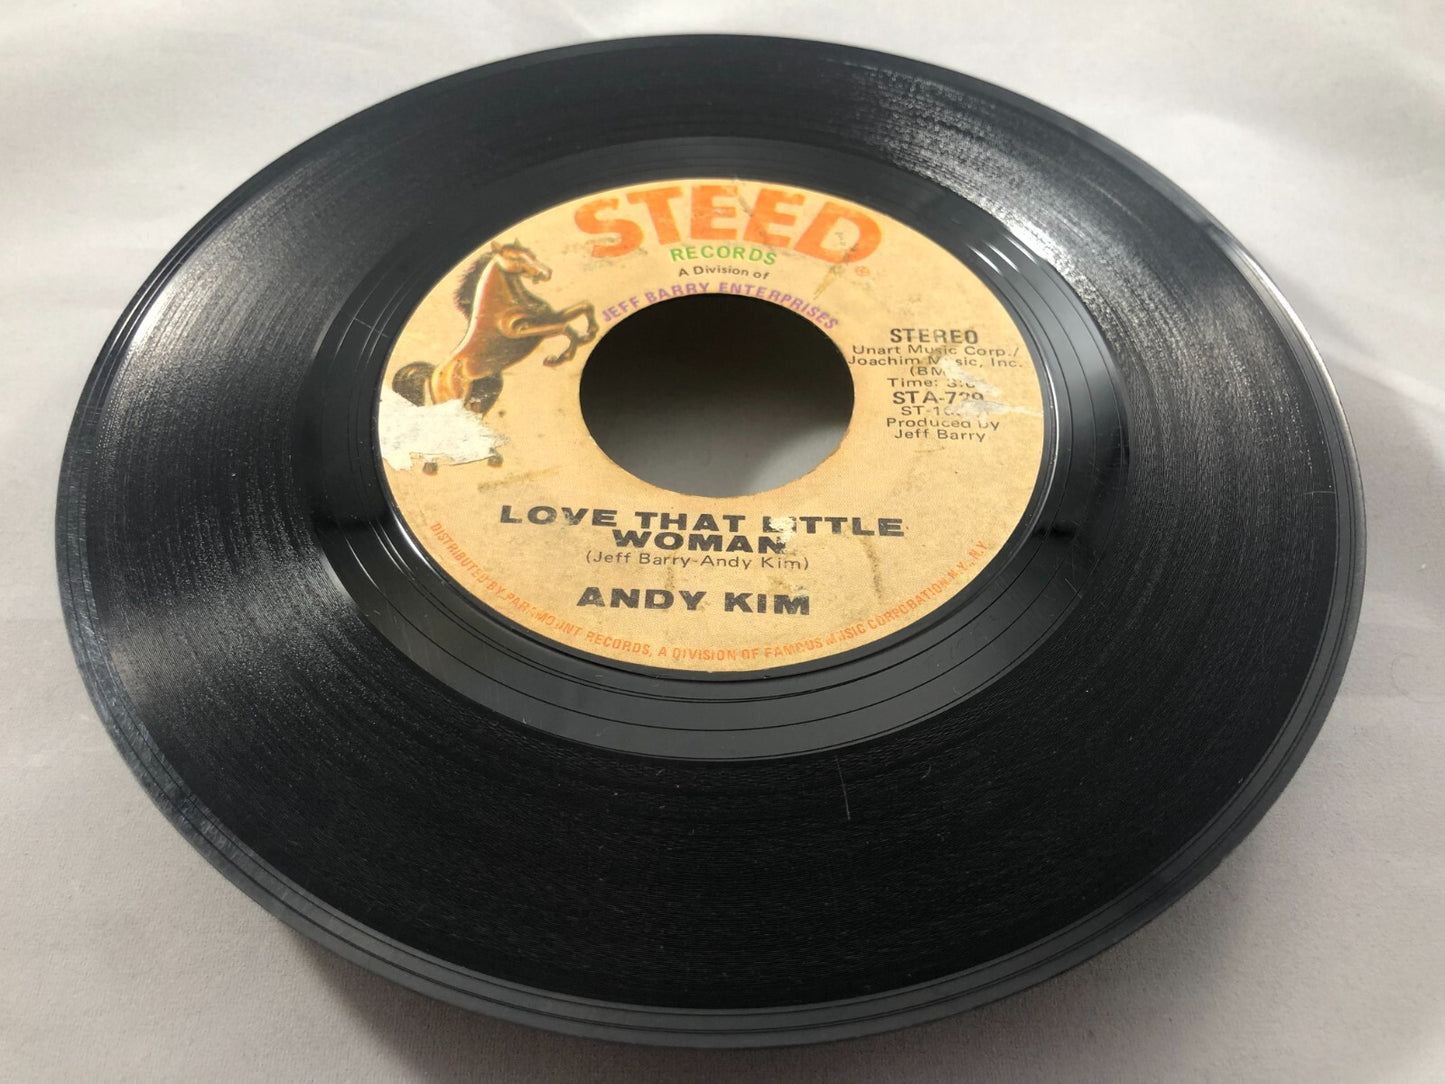 STEED
RECORDS
A Division of
JEFF BARRY ENTERPRISES
STEREO
Unart Music Corp./
Joachim Music, Inc.
Time:
Produced by
Jeff Barry
LOVE THAT LITTLE
WOMAN
(Jeff Barry-Andy Kim)
ANDY KIM
DISTRIBUTED BY PARAMOUNT RECORDS, A DIVISION OF FAMOUS MUSIC CORPORATION N.Y., N.Y.